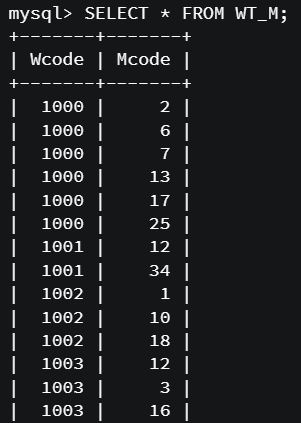 mysql> SELECT * FROM WT_M;
+-------+-------+
| Wcode | Mcode |
+-------+-------+
|  1000 |     2 |
|  1000 |     6 |
|  1000 |     7 |
|  1000 |    13 |
|  1000 |    17 |
|  1000 |    25 |
|  1001 |    12 |
|  1001 |    34 |
|  1002 |     1 |
|  1002 |    10 |
|  1002 |    18 |
|  1003 |    12 |
|  1003 |     3 |
|  1003 |    16 |